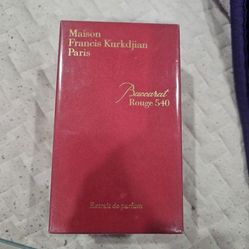 Maison
Francis Kurkdjian
Paris
Baccarat
Rouge 540
Extrait de parfum